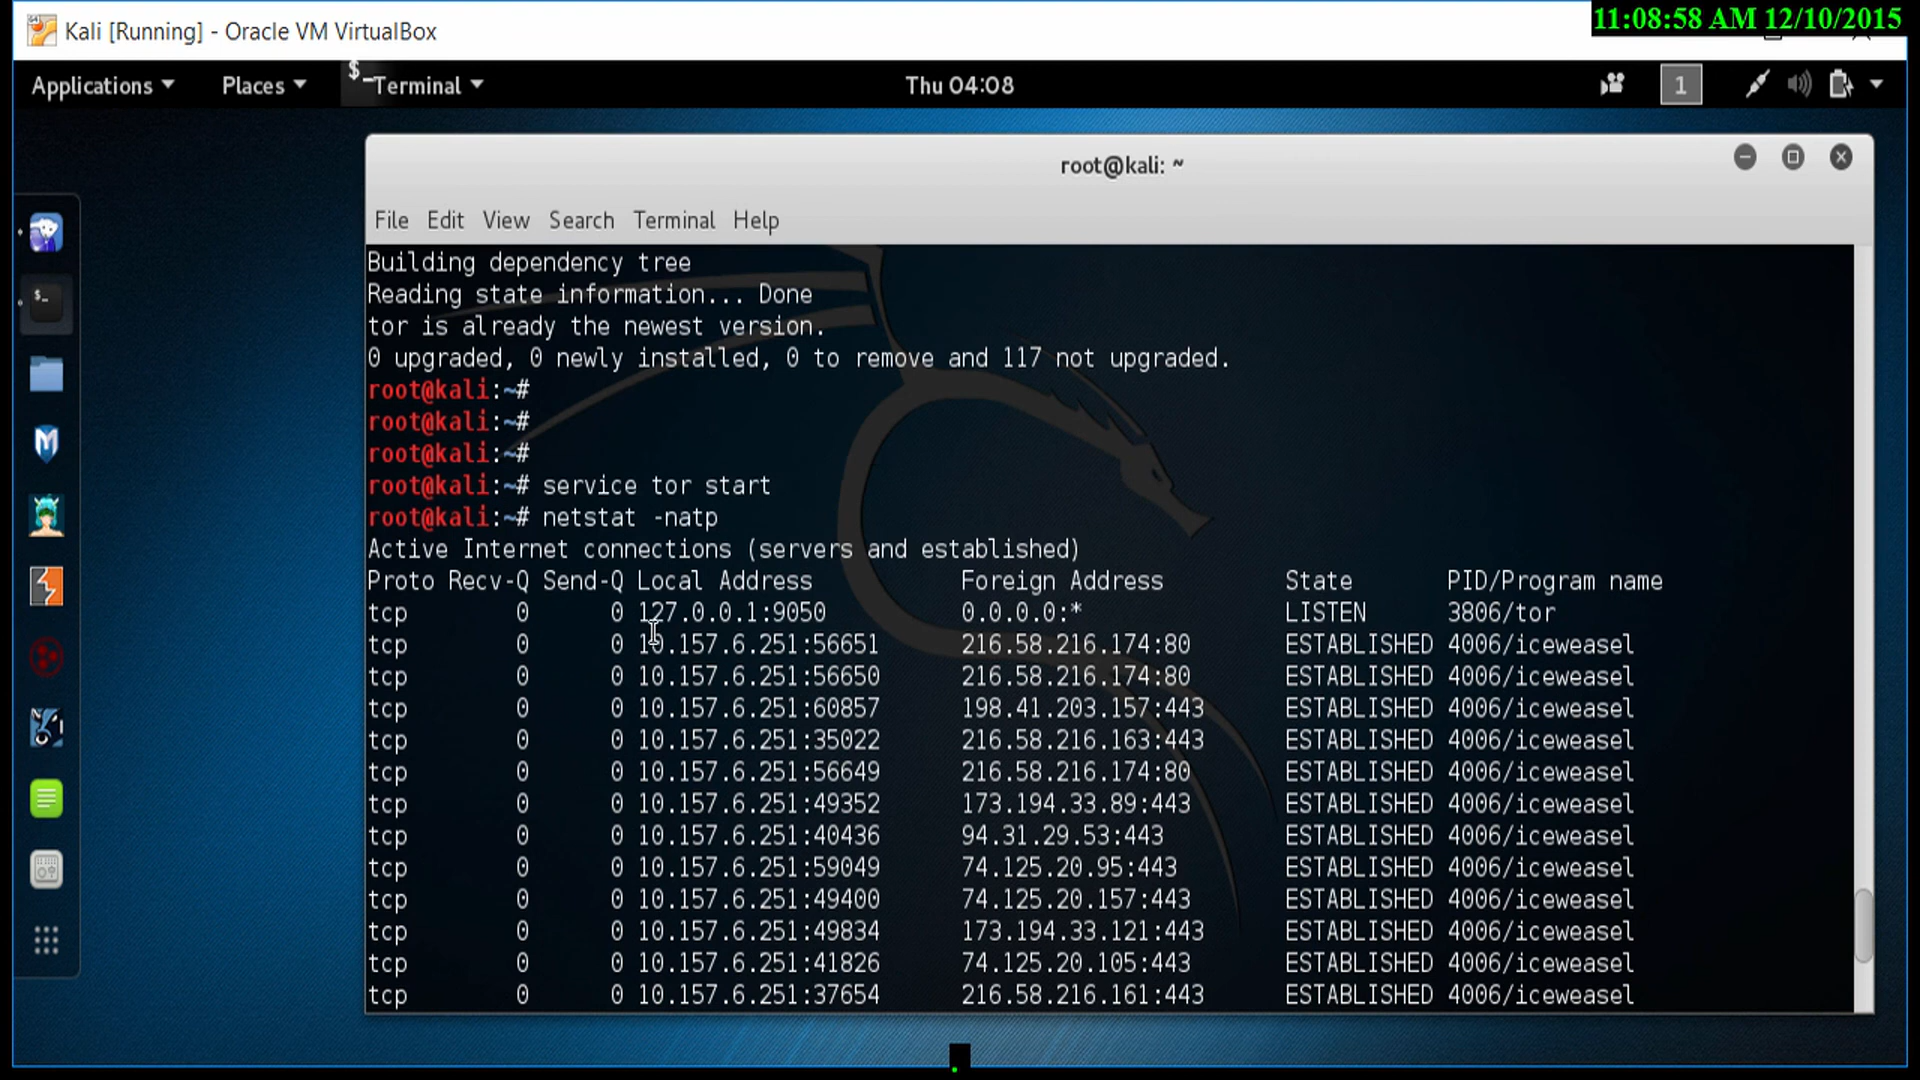 Kali [Running] - Oracle VM VirtualBox
11:08:58 AM 12/10/2015
Applications Places Terminal Thu 04:08 1
root@kali: ~
File Edit View Search Terminal Help
Building dependency tree
Reading state information... Done
tor is already the newest version.
0 upgraded, 0 newly installed, 0 to remove and 117 not upgraded.
root@kali:~#
root@kali:~#
root@kali:~#
root@kali:~# service tor start
root@kali:~# netstat -natp
Active Internet connections (servers and established)
Proto Recv-Q Send-Q Local Address Foreign Address State PID/Program name
tcp 0 0 127.0.0.1:9050 0.0.0.0:* LISTEN 3806/tor
tcp 0 0 10.157.6.251:56651 216.58.216.174:80 ESTABLISHED 4006/iceweasel
tcp 0 0 10.157.6.251:56650 216.58.216.174:80 ESTABLISHED 4006/iceweasel
tcp 0 0 10.157.6.251:60857 198.41.203.157:443 ESTABLISHED 4006/iceweasel
tcp 0 0 10.157.6.251:35022 216.58.216.163:443 ESTABLISHED 4006/iceweasel
tcp 0 0 10.157.6.251:56649 216.58.216.174:80 ESTABLISHED 4006/iceweasel
tcp 0 0 10.157.6.251:49352 173.194.33.89:443 ESTABLISHED 4006/iceweasel
tcp 0 0 10.157.6.251:40436 94.31.29.53:443 ESTABLISHED 4006/iceweasel
tcp 0 0 10.157.6.251:59049 74.125.20.95:443 ESTABLISHED 4006/iceweasel
tcp 0 0 10.157.6.251:49400 74.125.20.157:443 ESTABLISHED 4006/iceweasel
tcp 0 0 10.157.6.251:49834 173.194.33.121:443 ESTABLISHED 4006/iceweasel
tcp 0 0 10.157.6.251:41826 74.125.20.105:443 ESTABLISHED 4006/iceweasel
tcp 0 0 10.157.6.251:37654 216.58.216.161:443 ESTABLISHED 4006/iceweasel